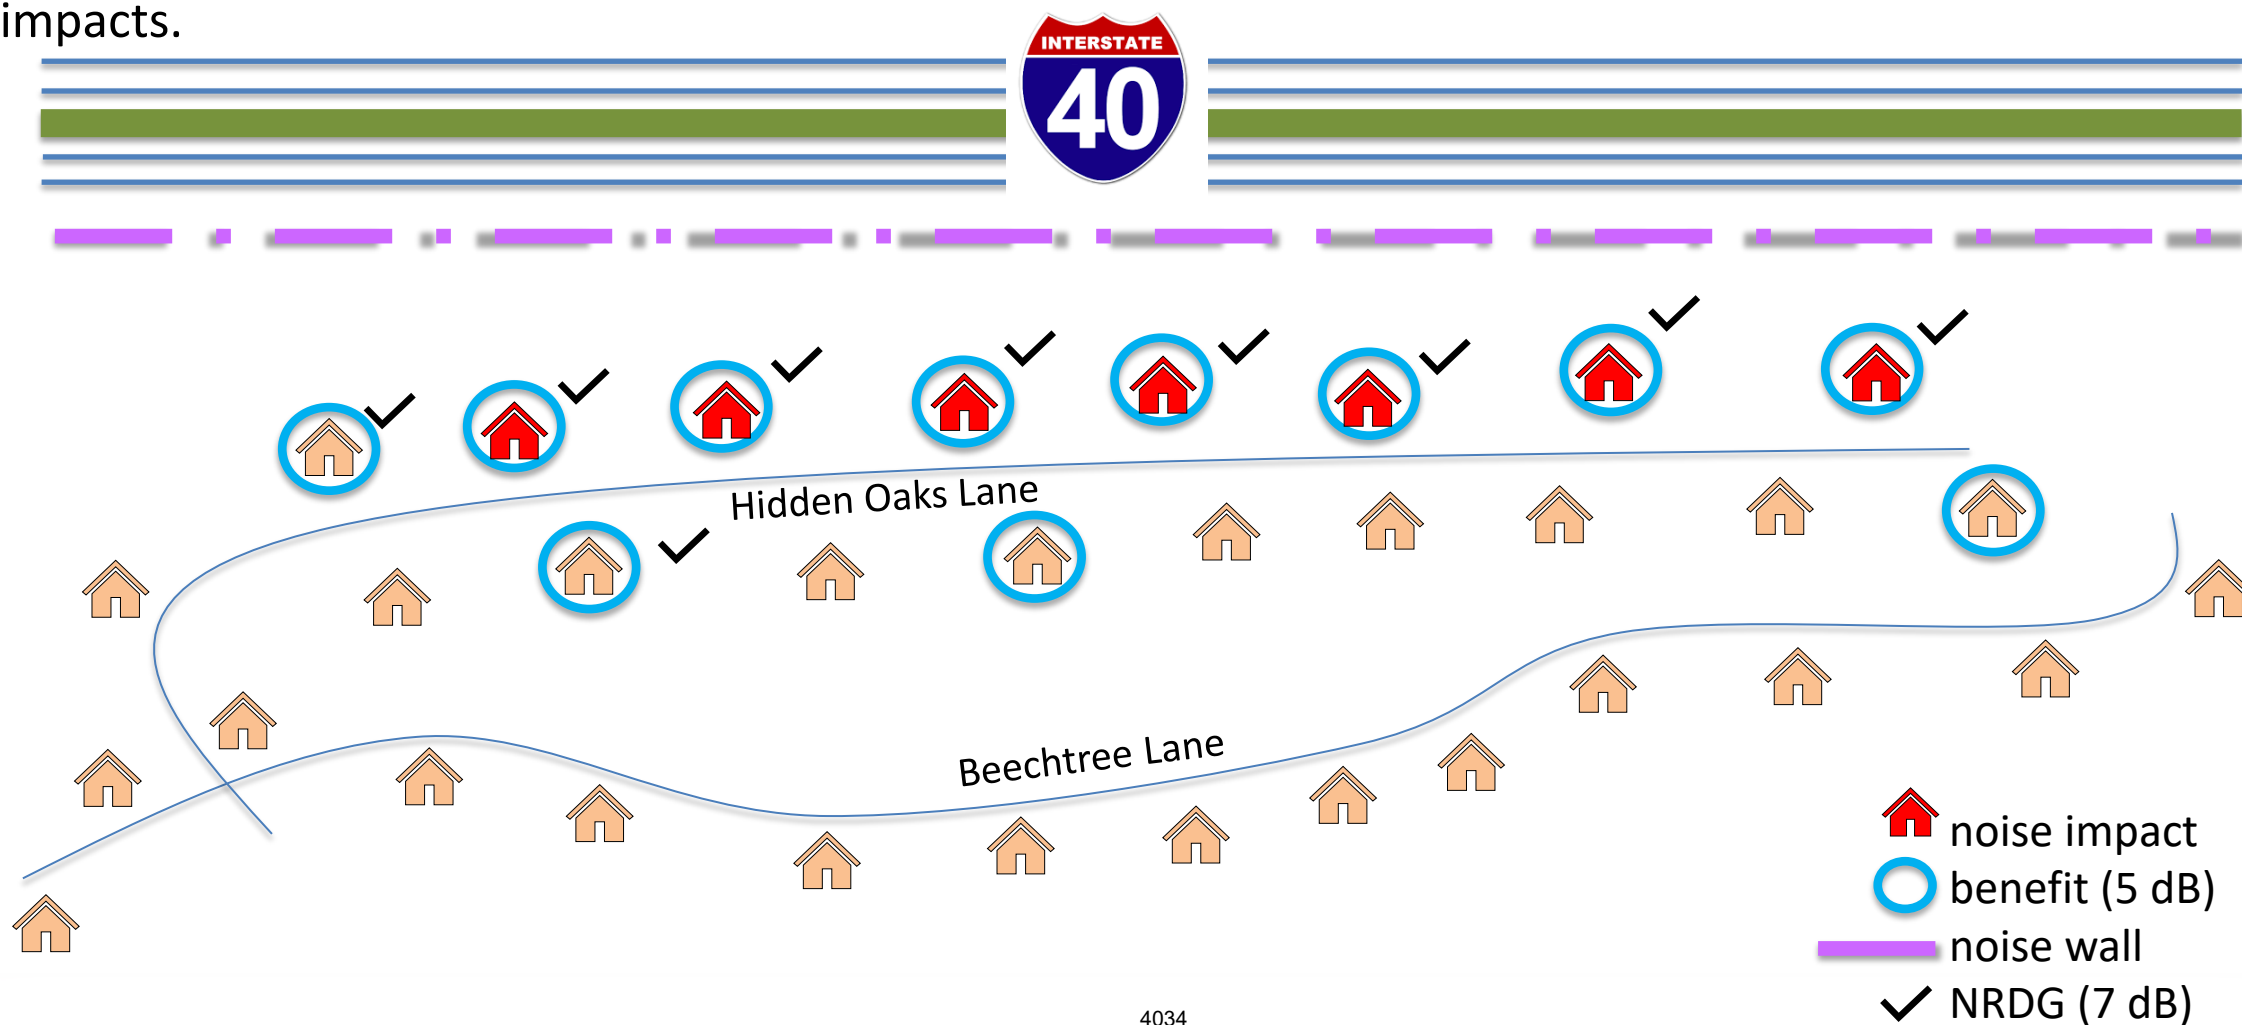 impacts.
INTERSTATE
40
Hidden Oaks Lane
Beechtree Lane
noise impact
benefit (5 dB)
noise wall
NRDG (7 dB)
4034